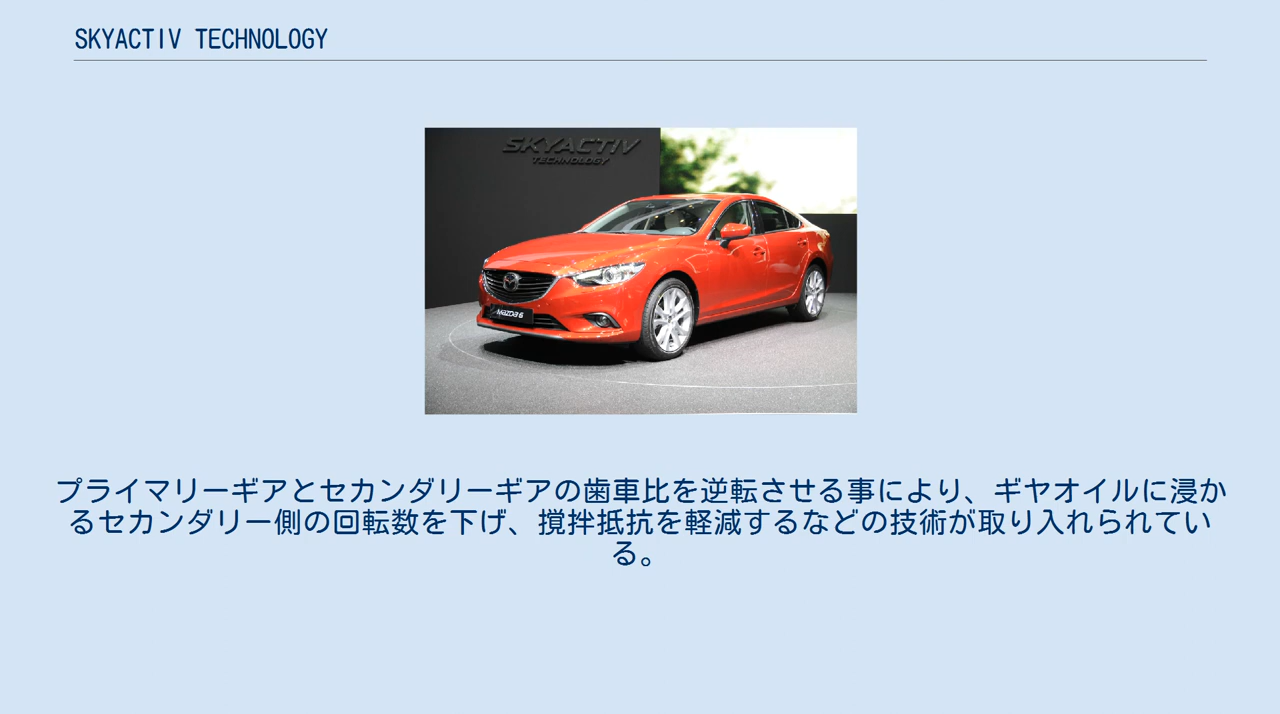 SKYACTIV TECHNOLOGY
SKYACTIV
TECHNOLOGY
mazda 6
プライマリーギアとセカンダリーギアの歯車比を逆転させる事により、ギヤオイルに浸か
るセカンダリー側の回転数を下げ、撹拌抵抗を軽減するなどの技術が取り入れられてい
る。